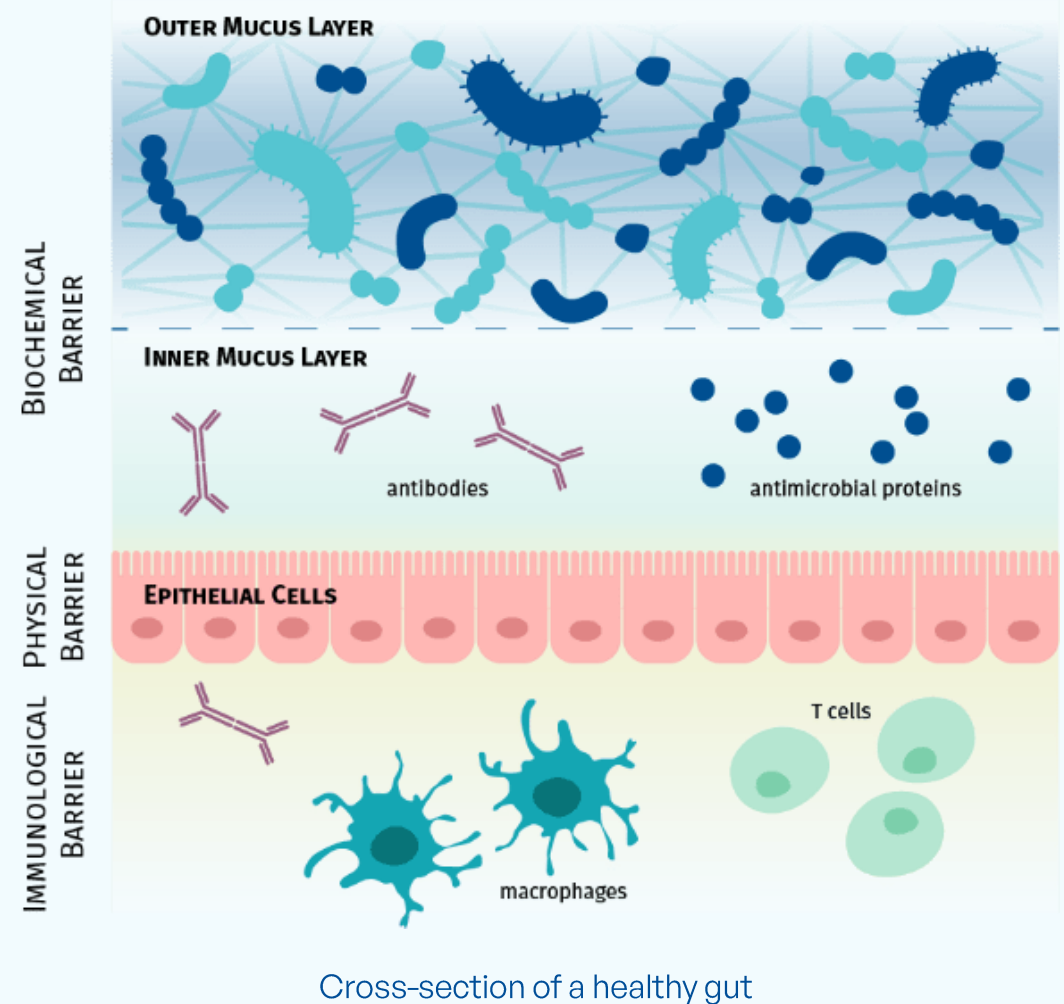 OUTER MUCUS LAYER
BIOCHEMICAL
BARRIER
INNER MUCUS LAYER
antibodies
antimicrobial proteins
PHYSICAL
BARRIER
EPITHELIAL CELLS
IMMUNOLOGICAL
BARRIER
T cells
macrophages
Cross-section of a healthy gut